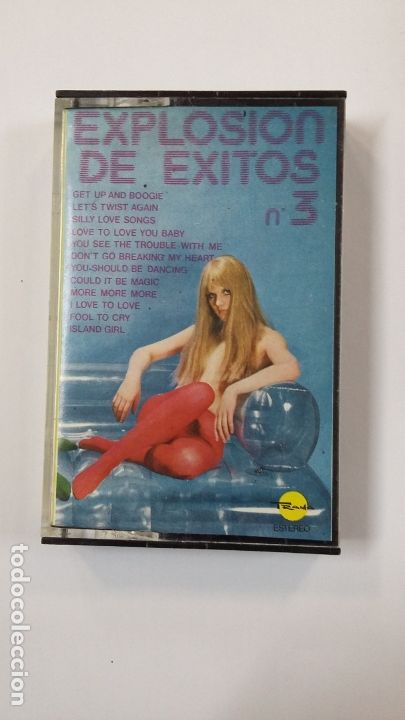 EXPLOSION
DE EXITOS
n° 3
GET UP AND BOOGIE
LET'S TWIST AGAIN
SILLY LOVE SONGS
LOVE TO LOVE YOU BABY
YOU SEE THE TROUBLE WITH ME
DON'T GO BREAKING MY HEART
YOU-SHOULD BE DANCING
COULD IT BE MAGIC
MORE MORE MORE
I LOVE TO LOVE
FOOL TO CRY
ISLAND GIRL
ESTEREO
todocoleccion.net